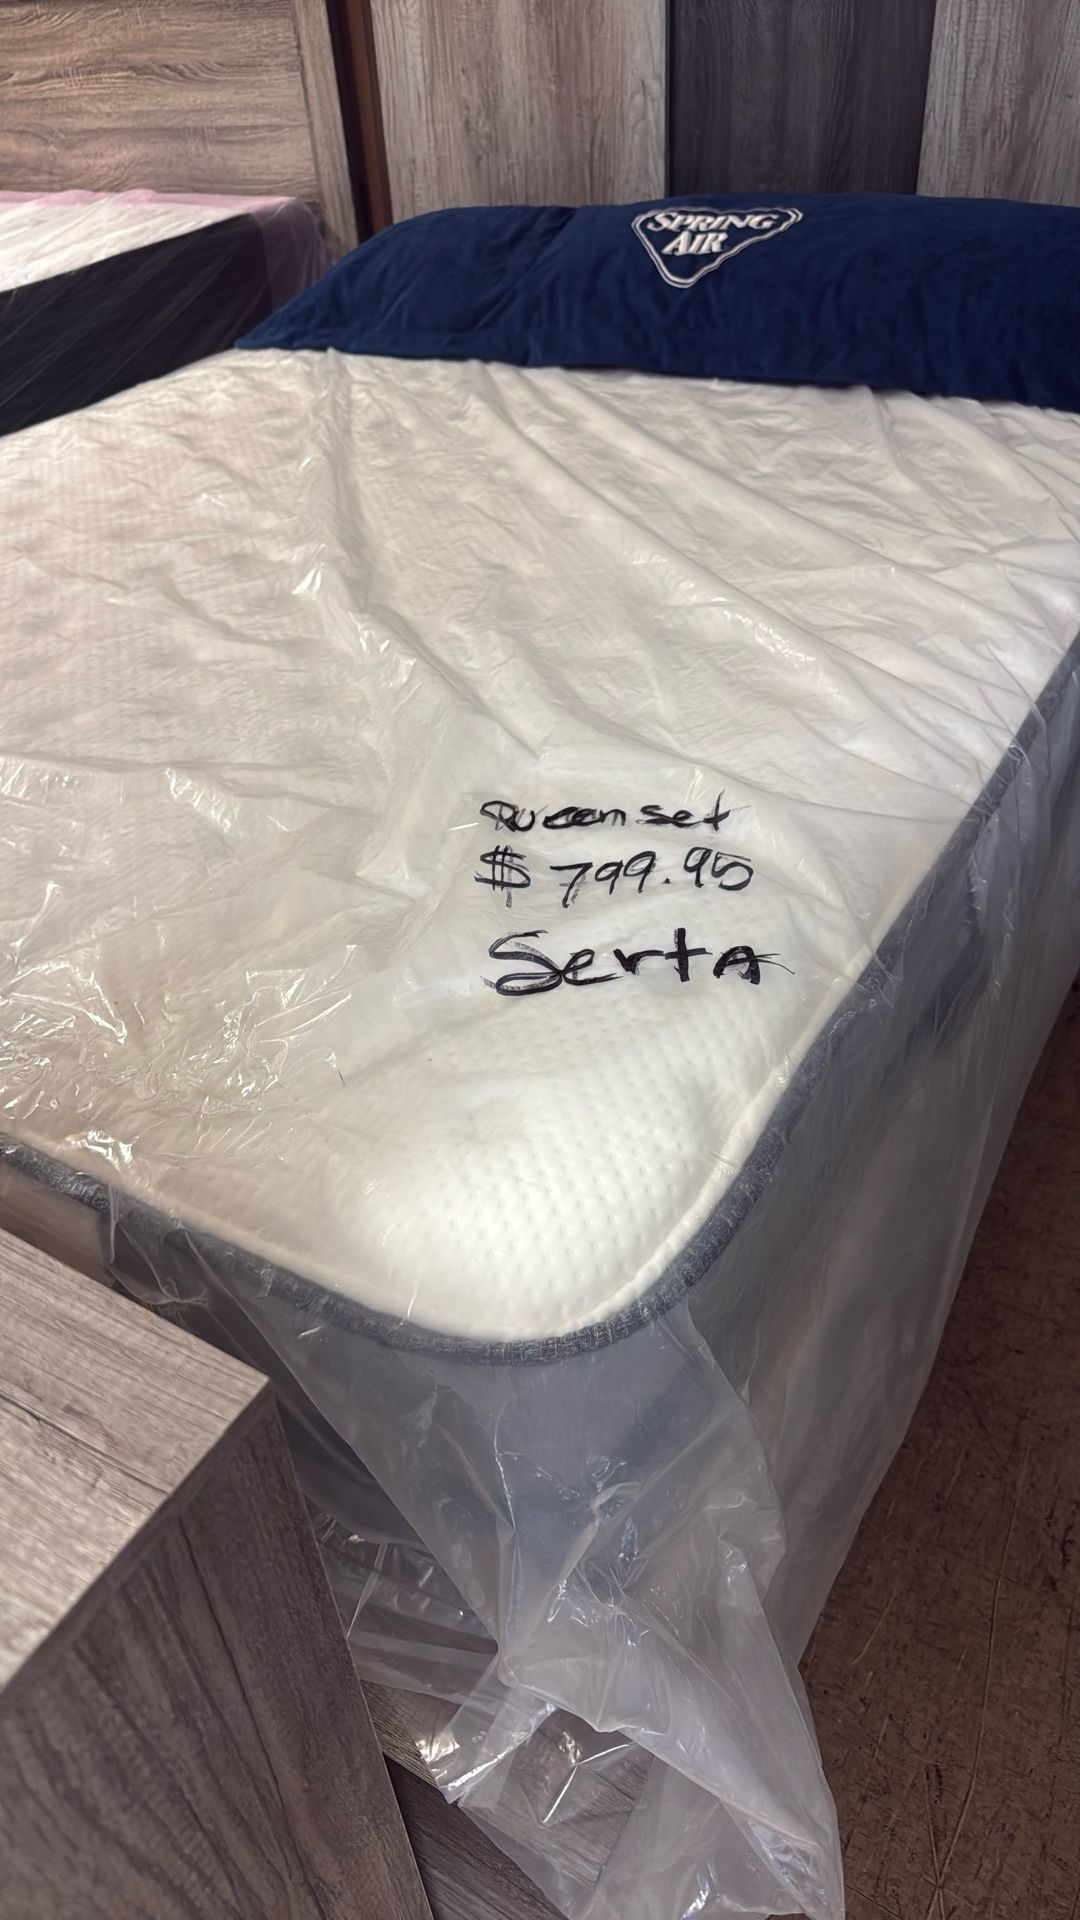 SPRING
AIR
Queen set
$799.95
SertA